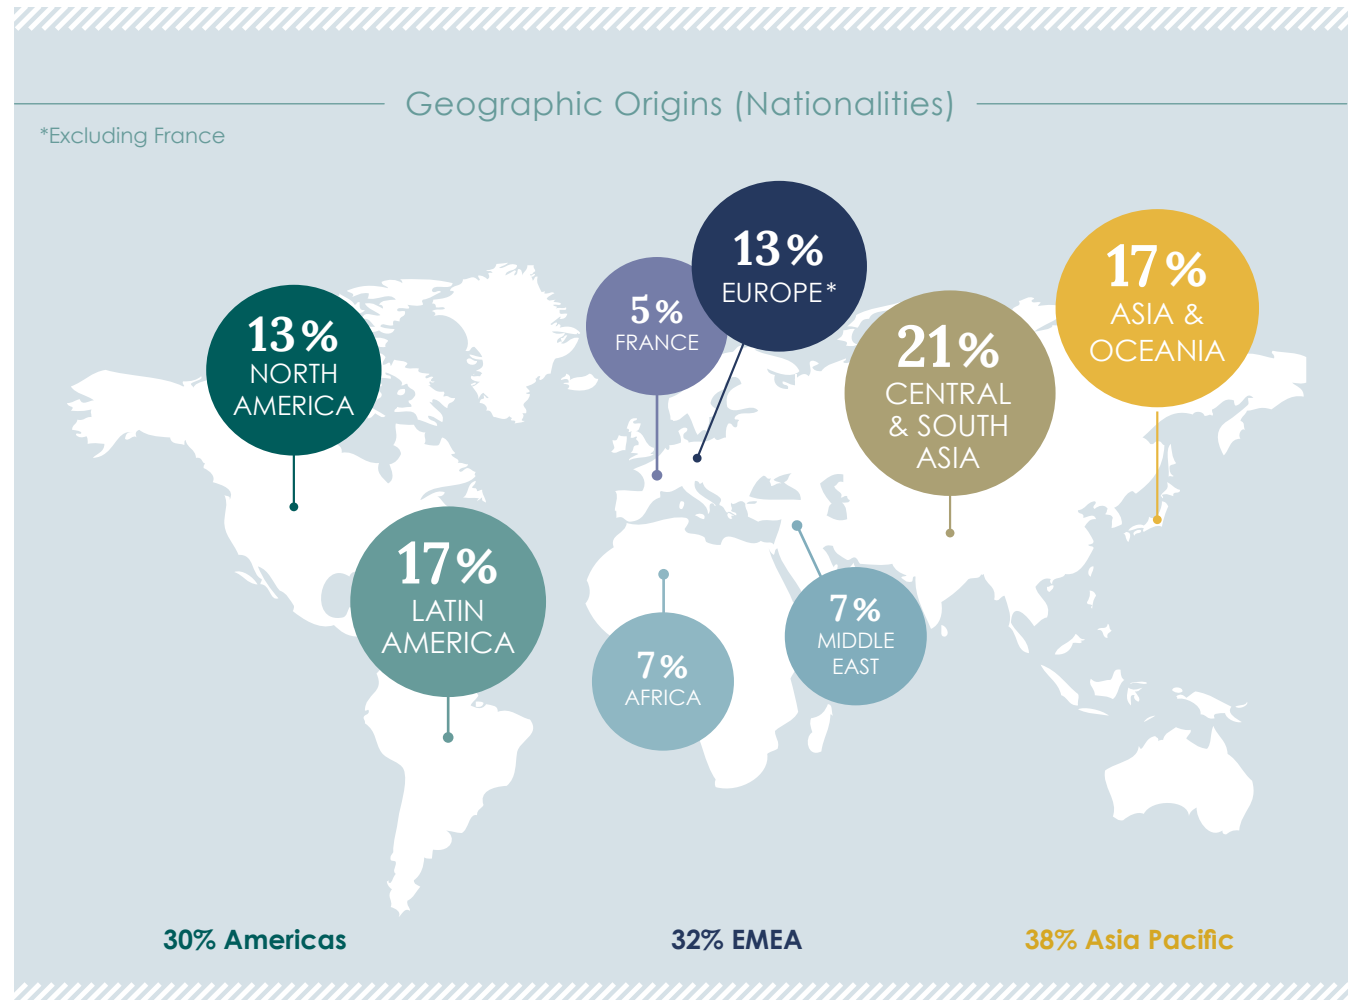 Geographic Origins (Nationalities)
*Excluding France
13%
NORTH
AMERICA
17%
LATIN
AMERICA
5%
FRANCE
13%
EUROPE*
7%
AFRICA
7%
MIDDLE
EAST
21%
CENTRAL
& SOUTH
ASIA
17%
ASIA &
OCEANIA
30% Americas
32% EMEA
38% Asia Pacific